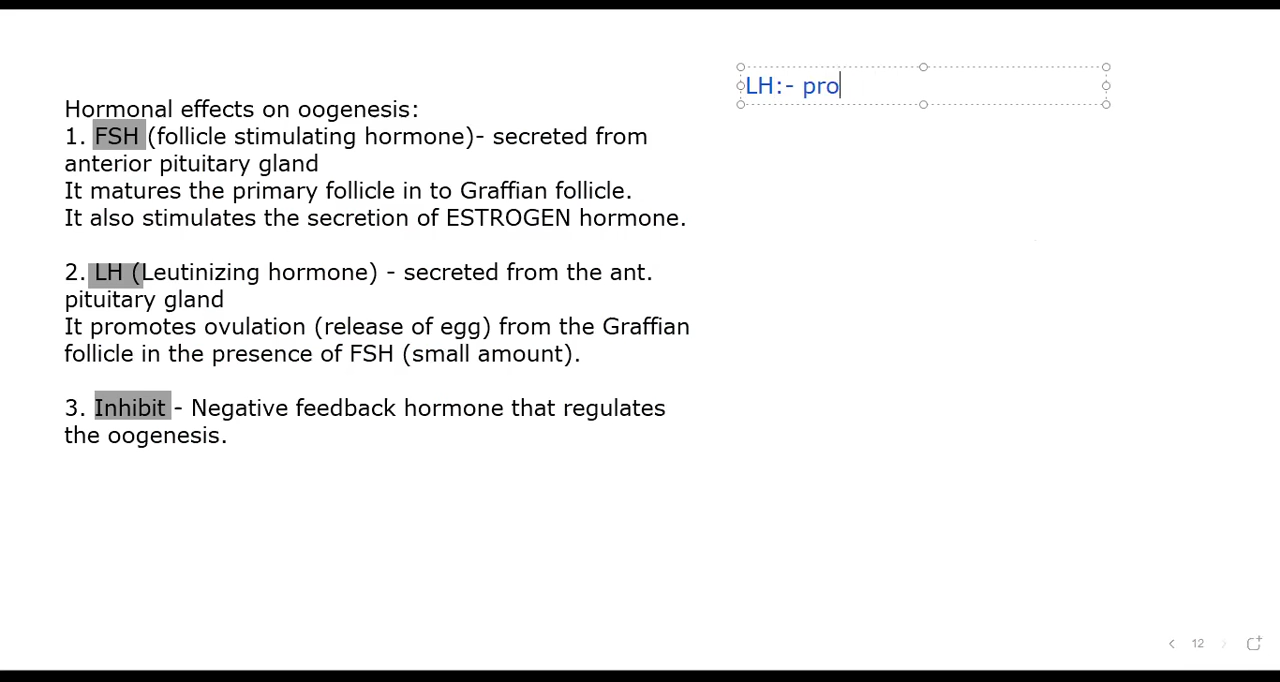 LH:- pro
Hormonal effects on oogenesis:
1. FSH (follicle stimulating hormone)- secreted from
anterior pituitary gland
It matures the primary follicle in to Graffian follicle.
It also stimulates the secretion of ESTROGEN hormone.
2. LH (Leutinizing hormone) - secreted from the ant.
pituitary gland
It promotes ovulation (release of egg) from the Graffian
follicle in the presence of FSH (small amount).
3. Inhibit - Negative feedback hormone that regulates
the oogenesis.
12